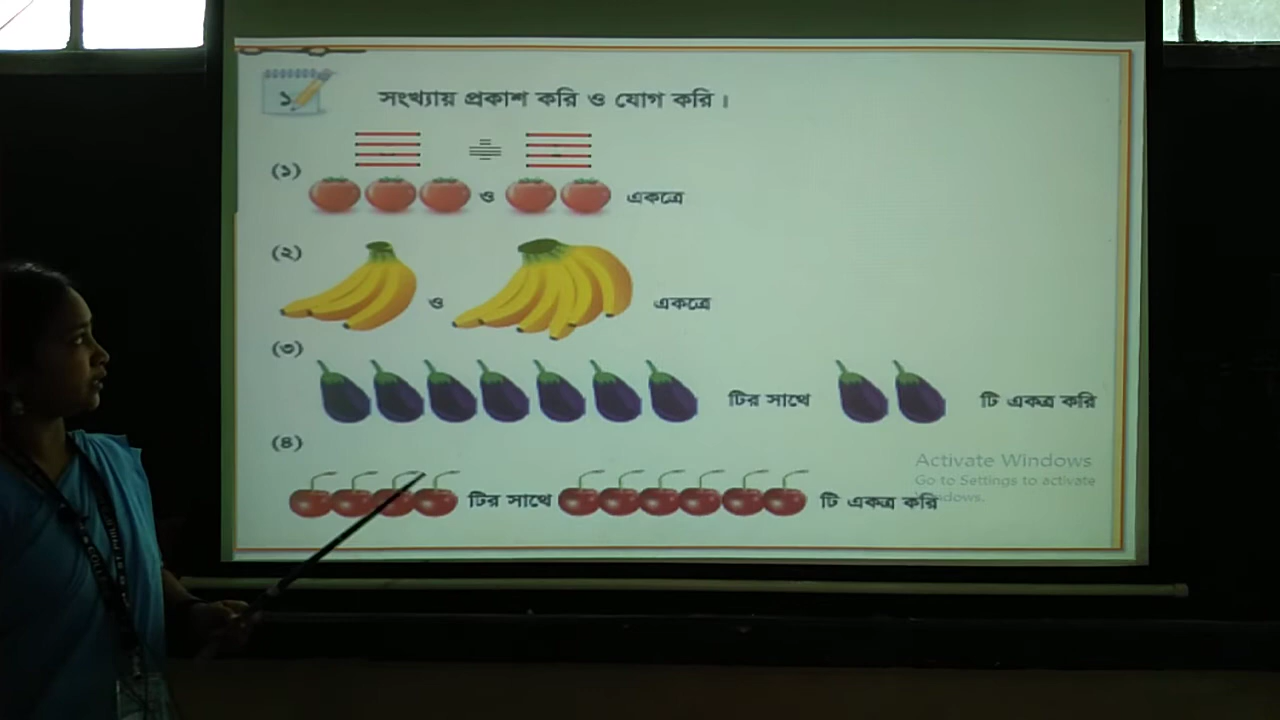 ১
সংখ্যায় প্রকাশ করি ও যোগ করি।
(১)
ও একত্রে
(২)
ও একত্রে
(৩)
টির সাথে টি একত্র করি
(৪)
টির সাথে টি একত্র করি
Activate Windows
Go to Settings to activate